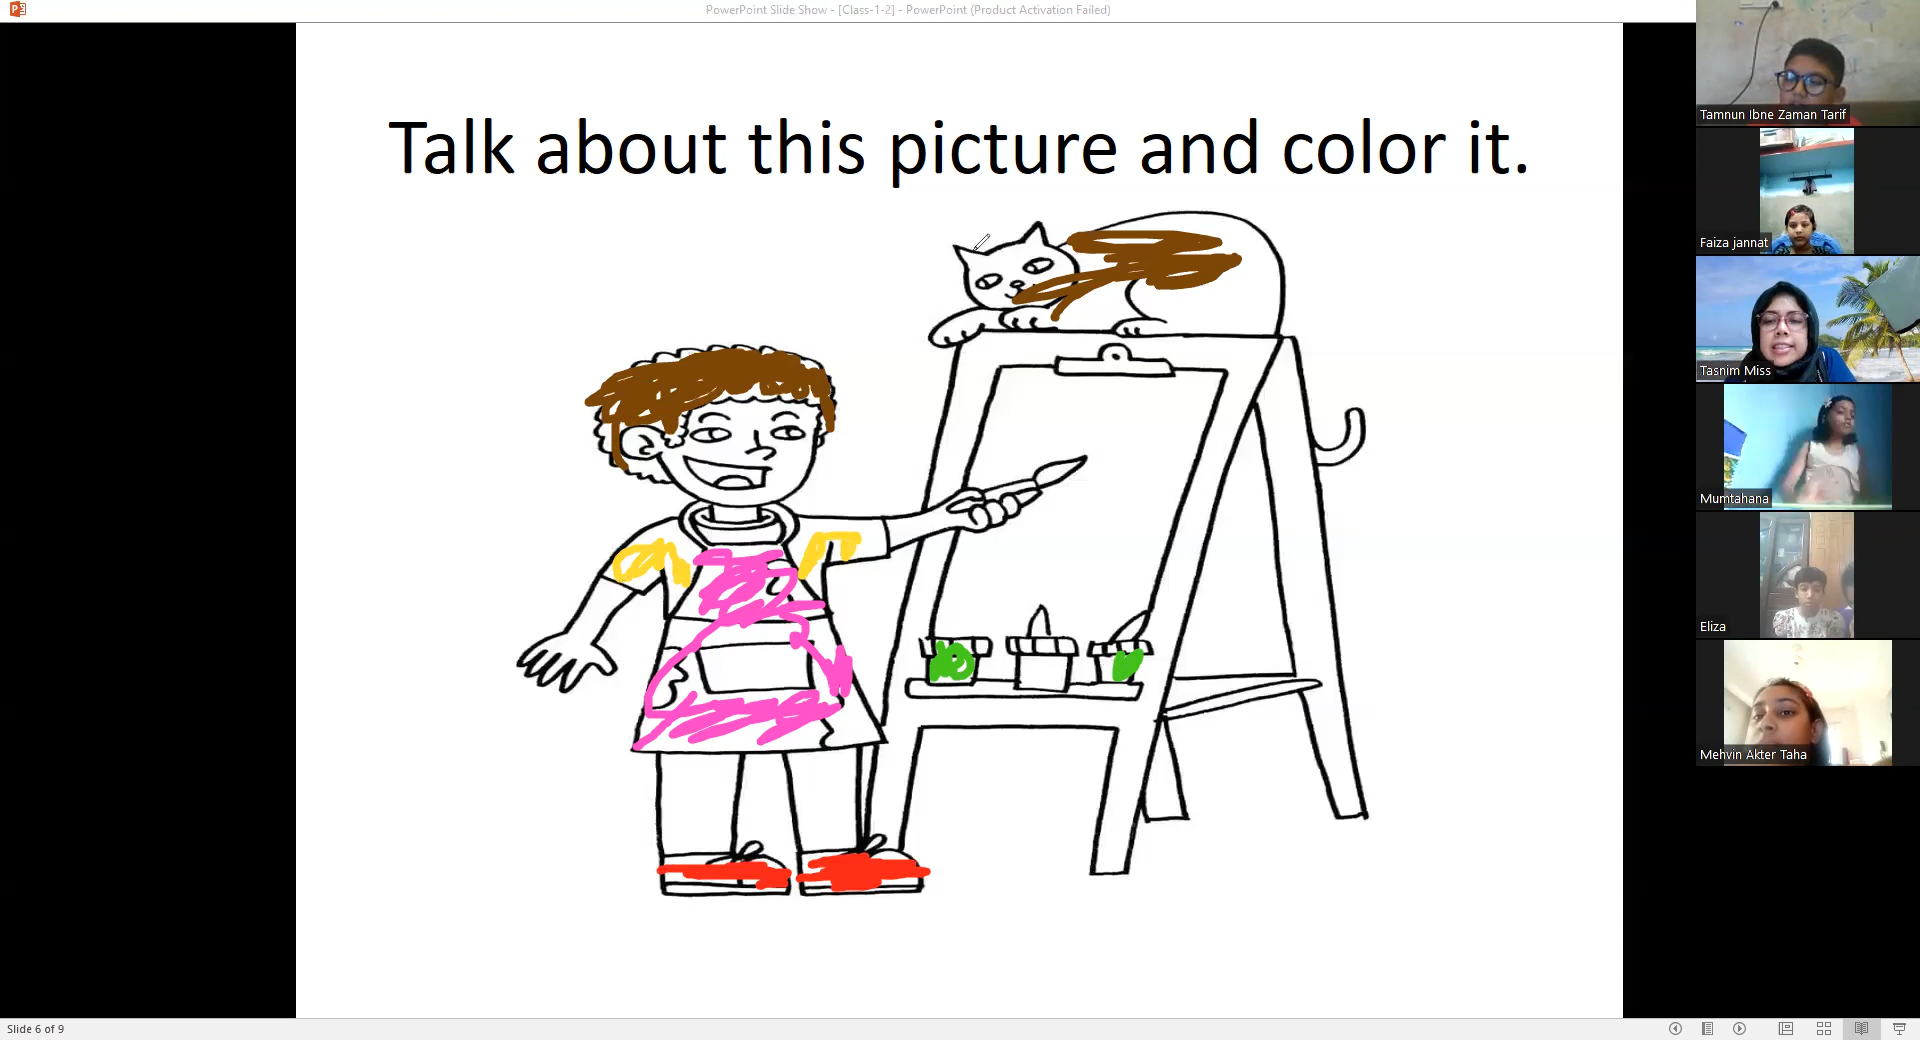 PowerPoint Slide Show - [Class-1-2] - PowerPoint (Product Activation Failed)
Talk about this picture and color it.
Tamnun Ibne Zaman Tarif
Faiza jannat
Tasnim Miss
Mumtahana
Eliza
Mehvin Akter Taha
Slide 6 of 9